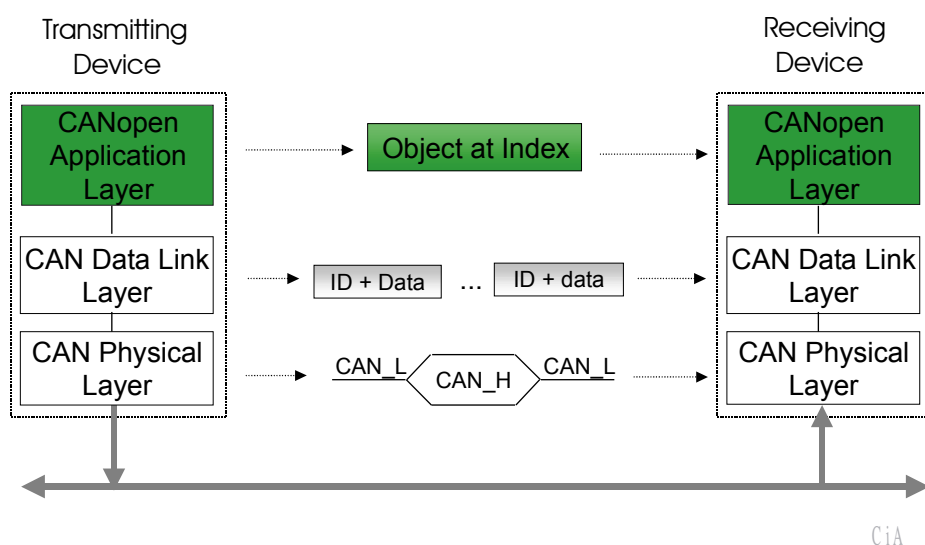 Transmitting
Device
Receiving
Device
CANopen
Application
Layer
Object at Index
CANopen
Application
Layer
CAN Data Link
Layer
ID + Data
...
ID + data
CAN Data Link
Layer
CAN Physical
Layer
CAN_L
CAN_H
CAN_L
CAN Physical
Layer
CiA